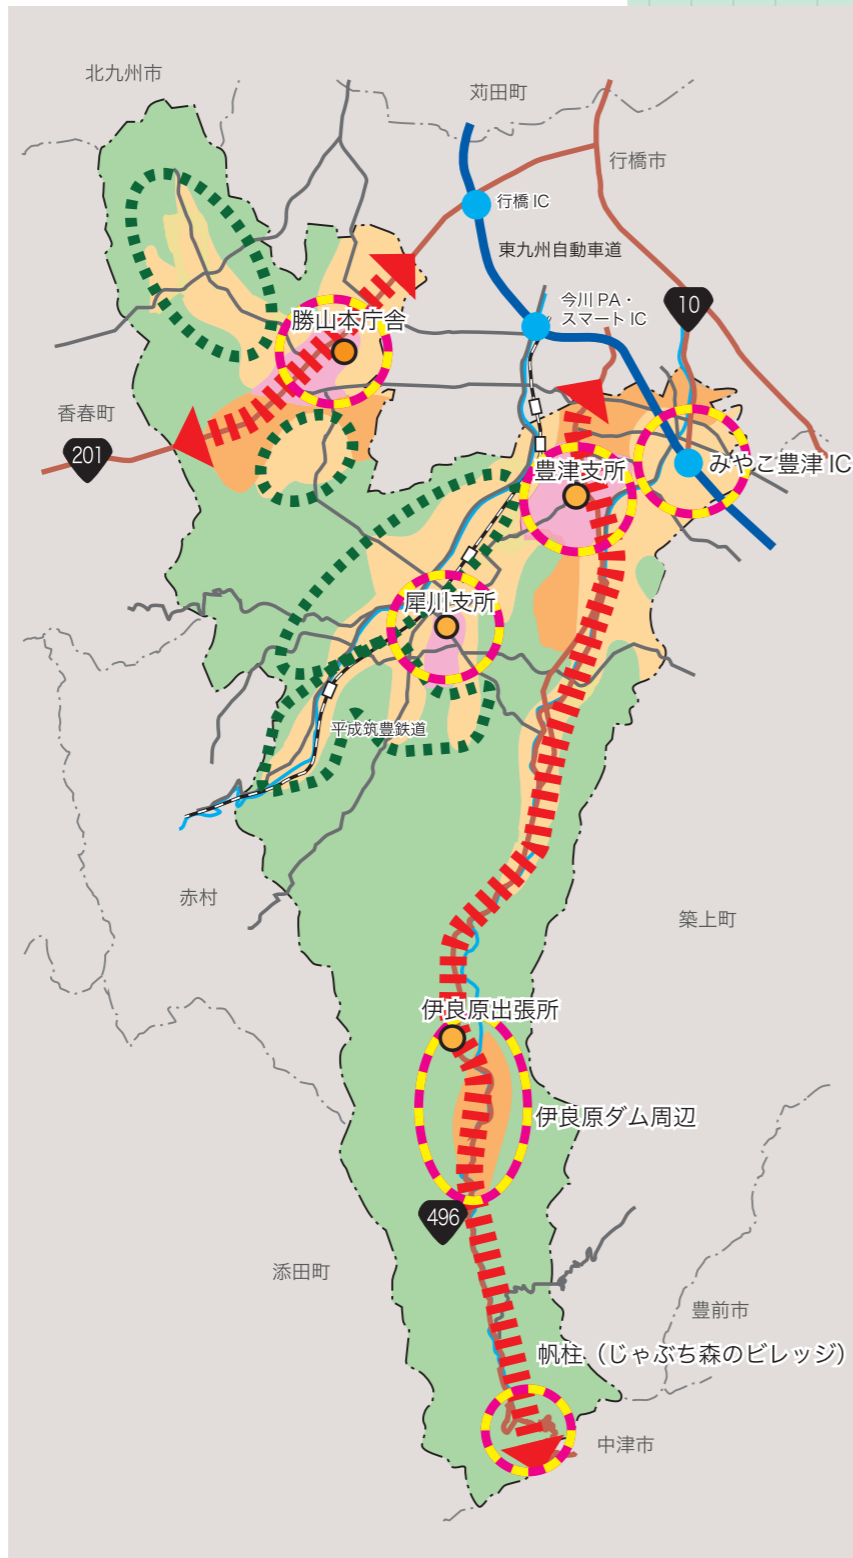 北九州市
苅田町
行橋市
行橋 IC
東九州自動車道
今川 PA・
スマート IC
10
勝山本庁舎
香春町
201
豊津支所
みやこ豊津 IC
犀川支所
平成筑豊鉄道
赤村
築上町
伊良原出張所
伊良原ダム周辺
496
添田町
豊前市
帆柱（じゃぶち森のビレッジ）
中津市